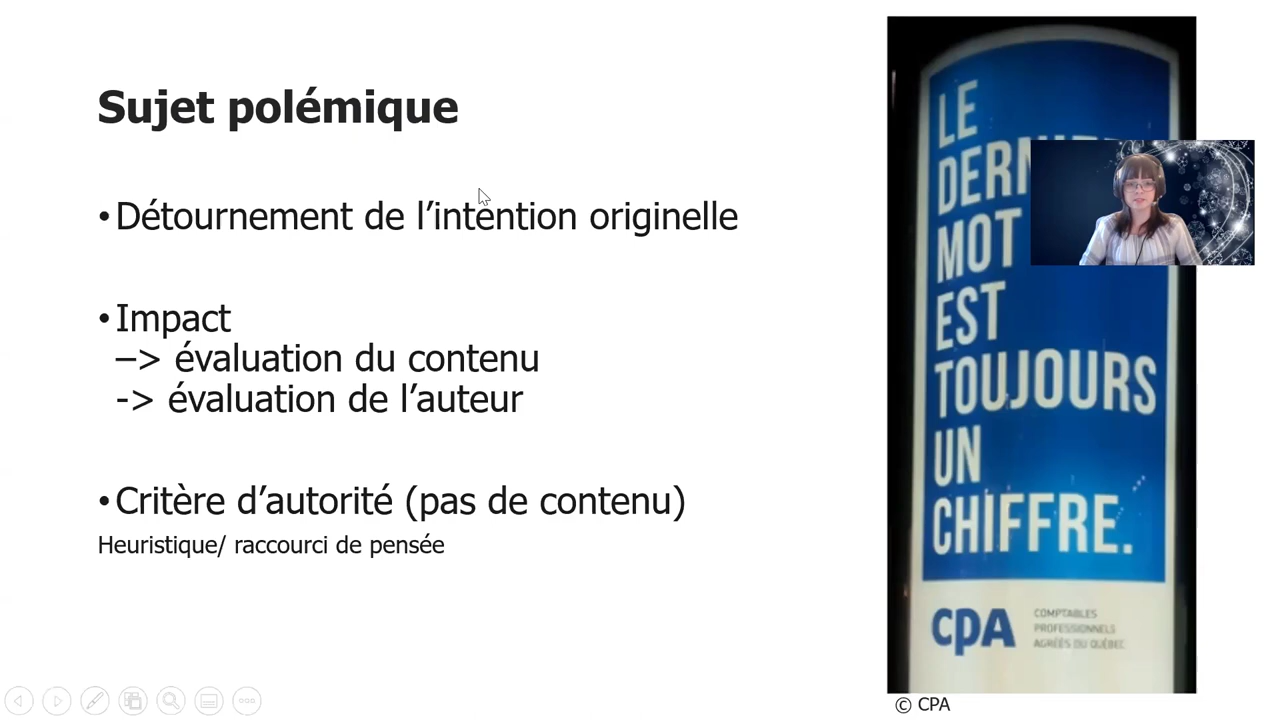 Sujet polémique
•Détournement de l’intention originelle
•Impact
–> évaluation du contenu
-> évaluation de l’auteur
•Critère d’autorité (pas de contenu)
Heuristique/ raccourci de pensée
LE
MOT
EST
TOUJOURS
UN
CHIFFRE.
CPA
COMPTABLES
PROFESSIONNELS
AGRÉÉS DU QUÉBEC
© CPA